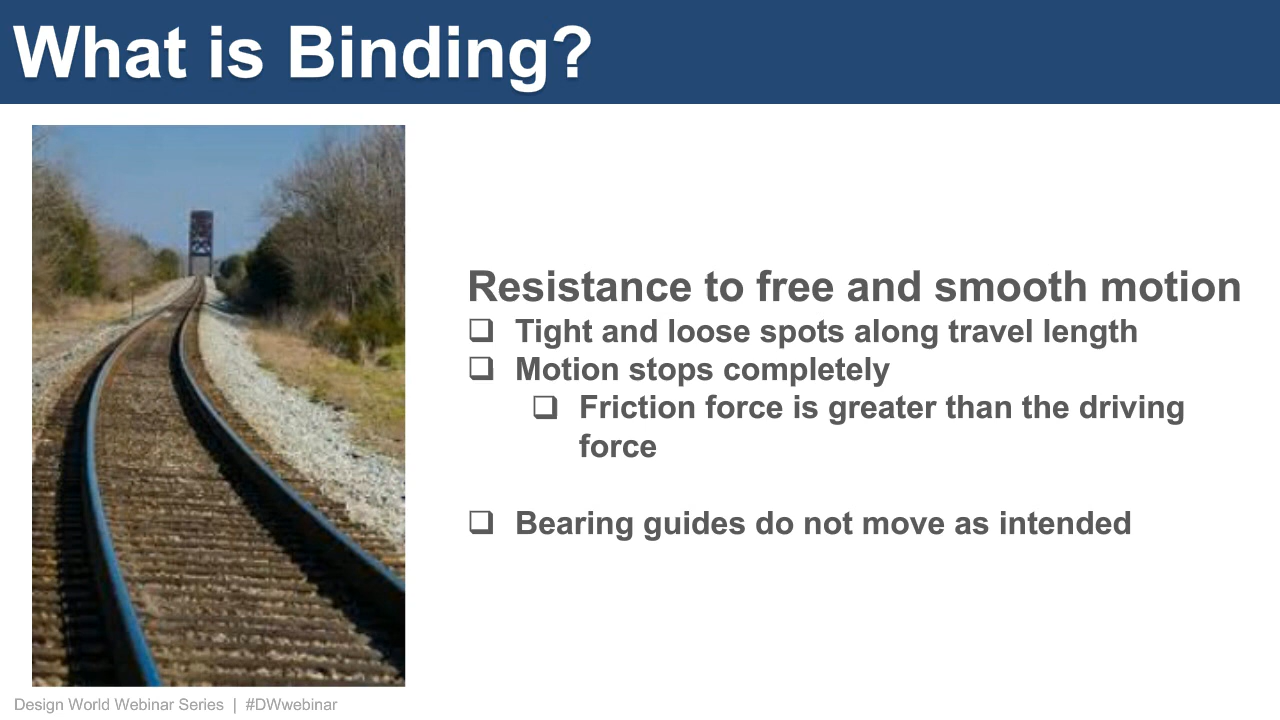 What is Binding?
Resistance to free and smooth motion
❑ Tight and loose spots along travel length
❑ Motion stops completely
❑ Friction force is greater than the driving
force
❑ Bearing guides do not move as intended
Design World Webinar Series | #DWwebinar